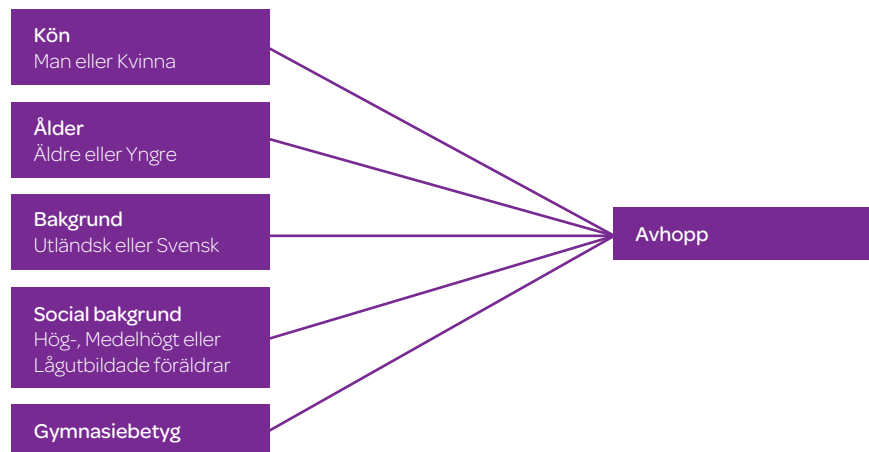 Kön
Man eller Kvinna
Ålder
Äldre eller Yngre
Bakgrund
Utländsk eller Svensk
Social bakgrund
Hög-, Medelhögt eller
Lågutbildade föräldrar
Gymnasiebetyg
Avhopp